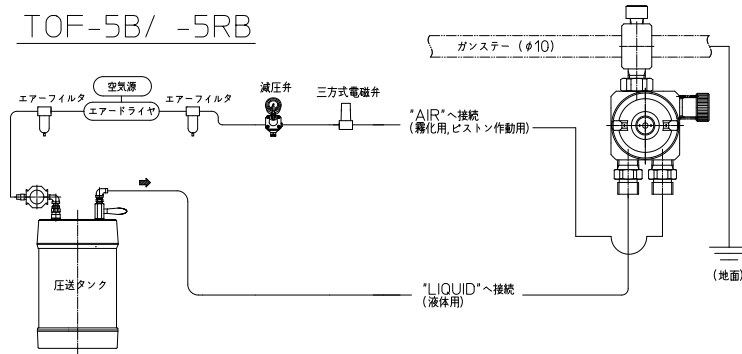 TOF-5B/ -5RB
ガンステー (φ10)
空気源
エアーフィルタ
エアードライヤ
エアーフィルタ
減圧弁
三方式電磁弁
"AIR"へ接続
(霧化用,ピストン作動用)
圧送タンク
"LIQUID"へ接続
(液体用)
(地面)